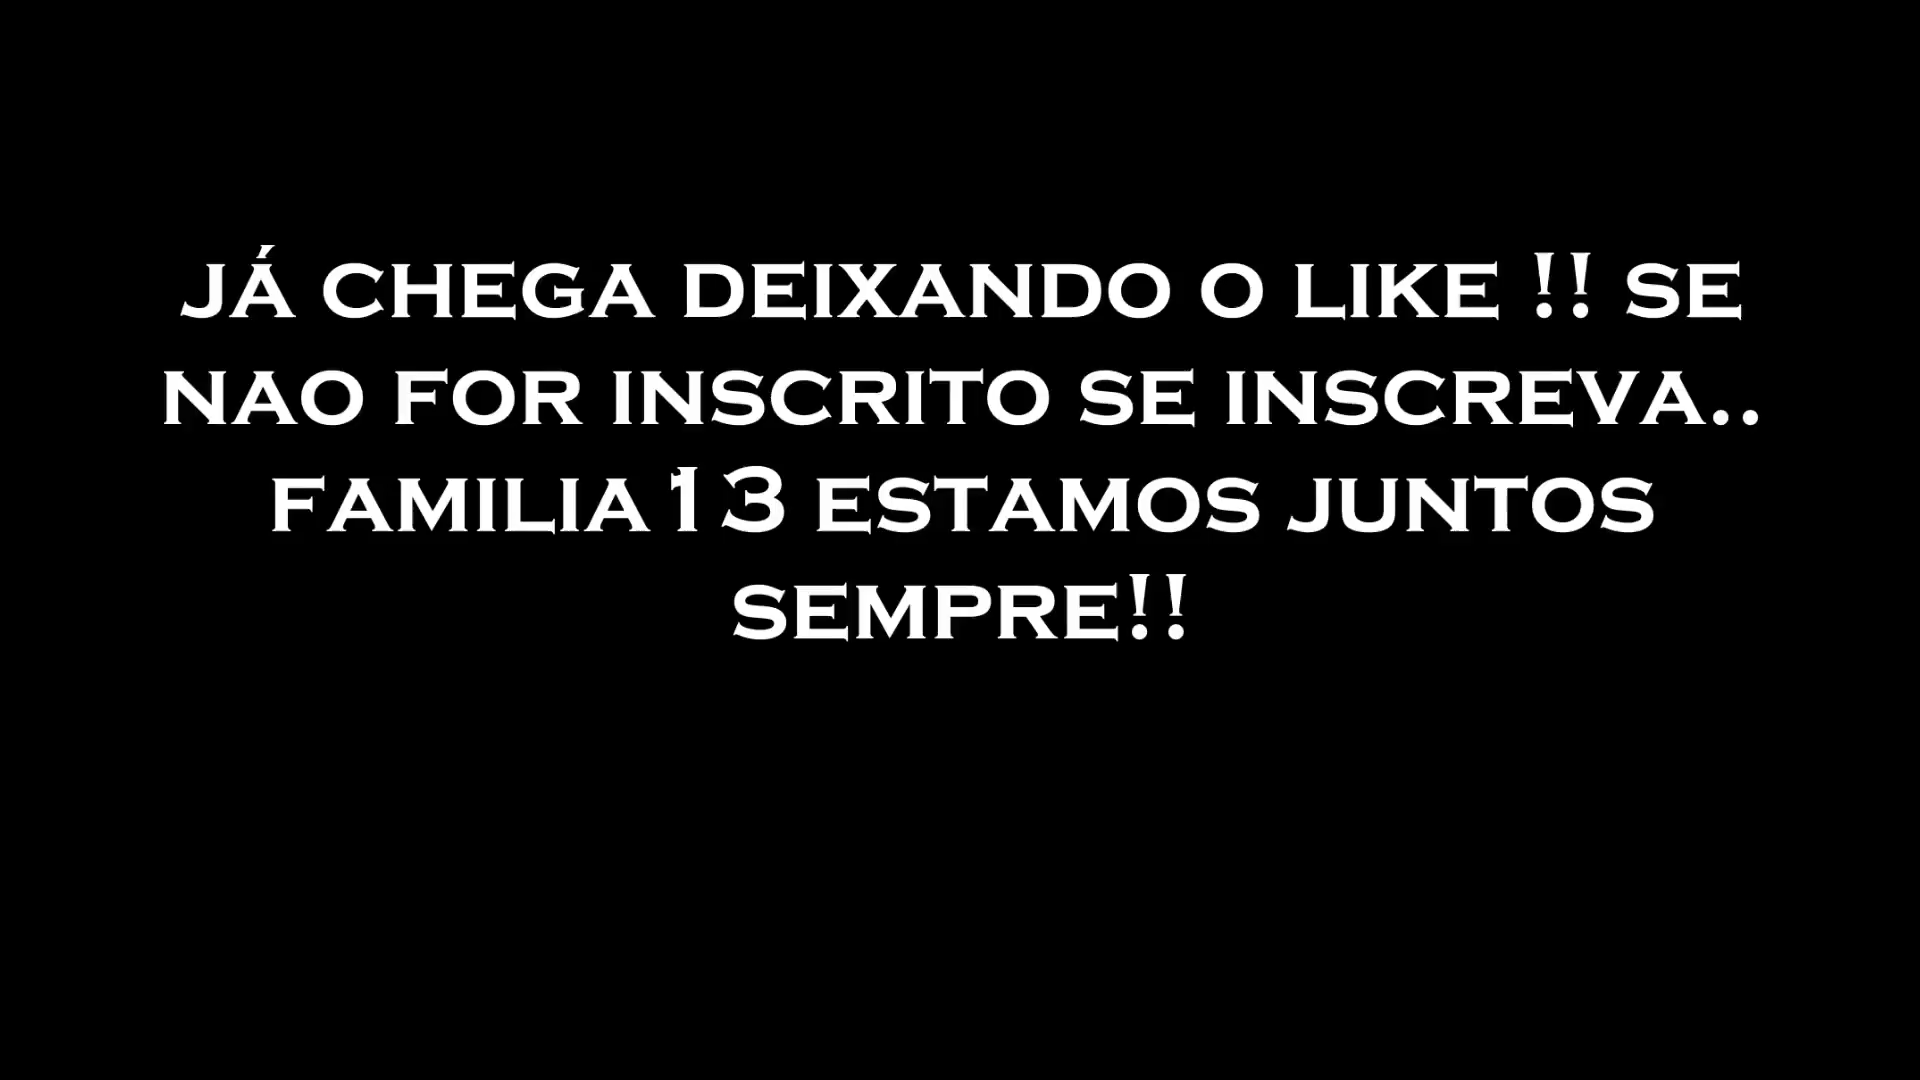 JÁ CHEGA DEIXANDO O LIKE !! SE
NAO FOR INSCRITO SE INSCREVA..
FAMILIA13 ESTAMOS JUNTOS
SEMPRE!!